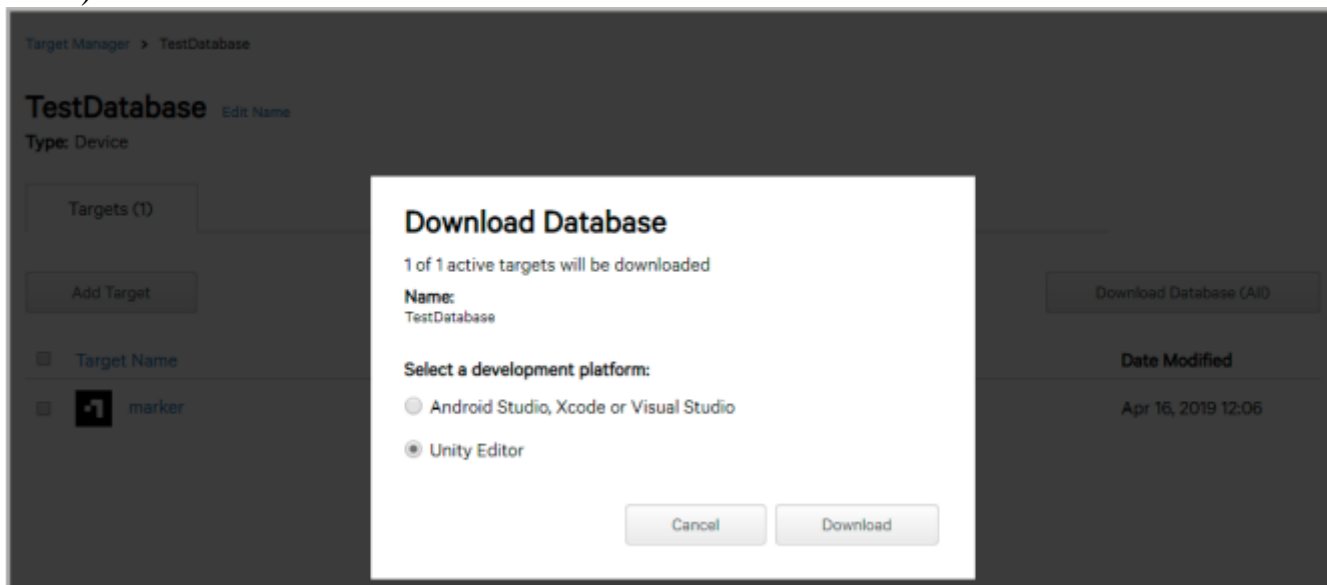 )
Target Manager > TestDatabase
TestDatabase Edit Name
Type: Device
Targets (1)
Add Target
Download Database (All)
Target Name
Date Modified
marker
Apr 16, 2019 12:06
Download Database
1 of 1 active targets will be downloaded
Name:
TestDatabase
Select a development platform:
Android Studio, Xcode or Visual Studio
Unity Editor
Cancel
Download